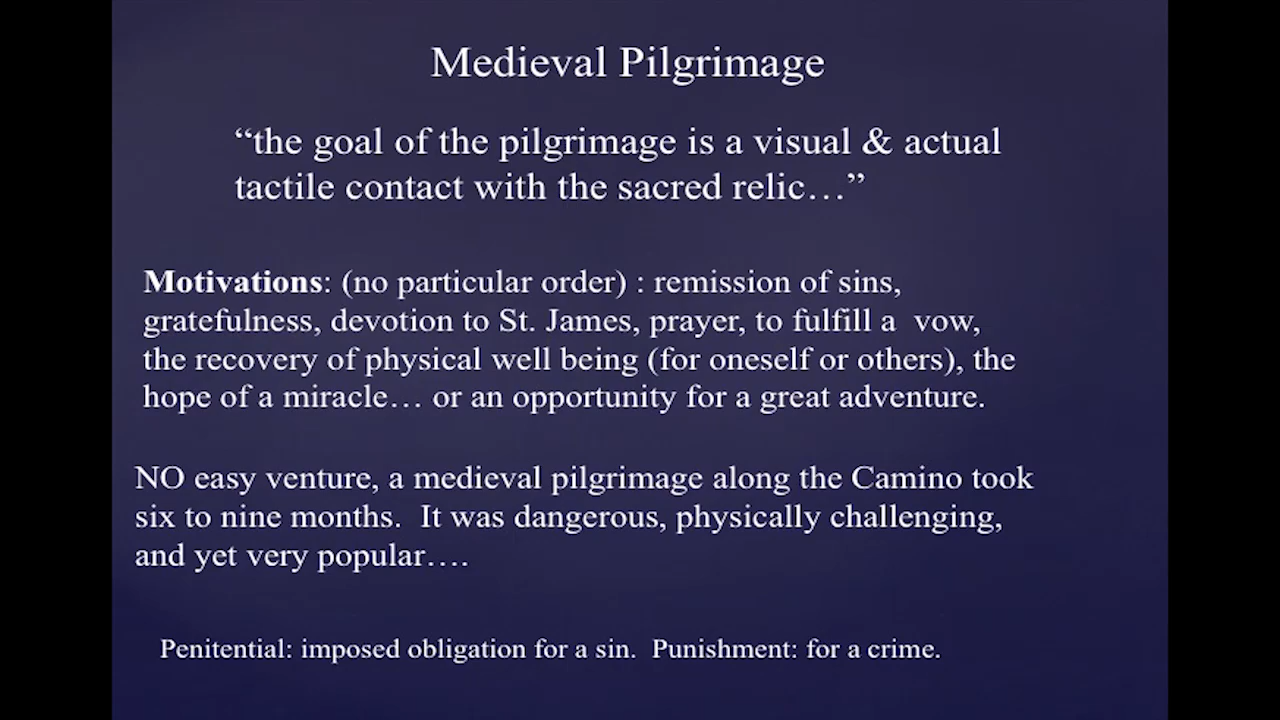 Medieval Pilgrimage
“the goal of the pilgrimage is a visual & actual
tactile contact with the sacred relic…”
Motivations: (no particular order) : remission of sins,
gratefulness, devotion to St. James, prayer, to fulfill a  vow,
the recovery of physical well being (for oneself or others), the
hope of a miracle… or an opportunity for a great adventure.
NO easy venture, a medieval pilgrimage along the Camino took
six to nine months.  It was dangerous, physically challenging,
and yet very popular….
Penitential: imposed obligation for a sin.  Punishment: for a crime.